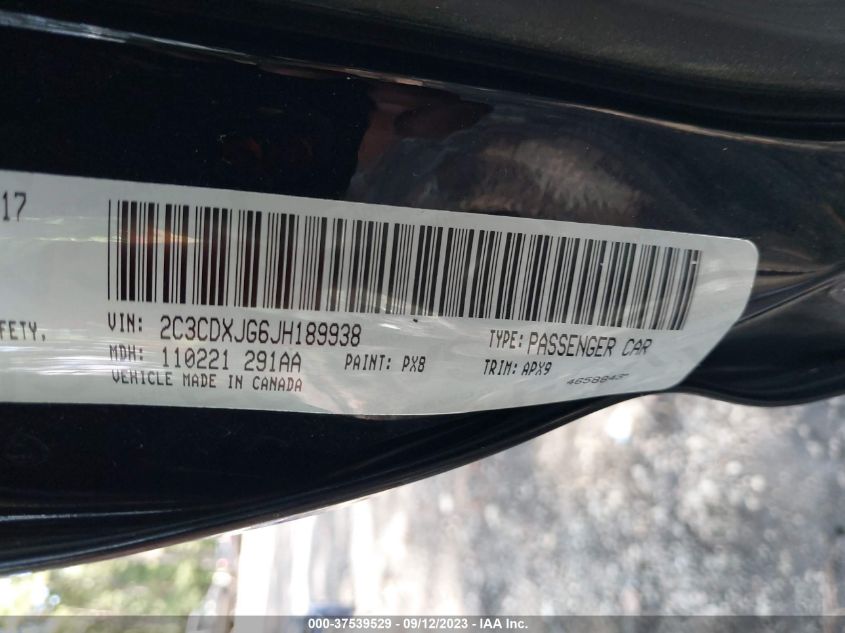 17
FETY,
VIN: 2C3CDXJG6JH189938 TYPE: PASSENGER CAR
MDH: 110221 291AA PAINT: PX8 TRIM: APX9
VEHICLE MADE IN CANADA
000-37539529 - 09/12/2023 - IAA Inc.